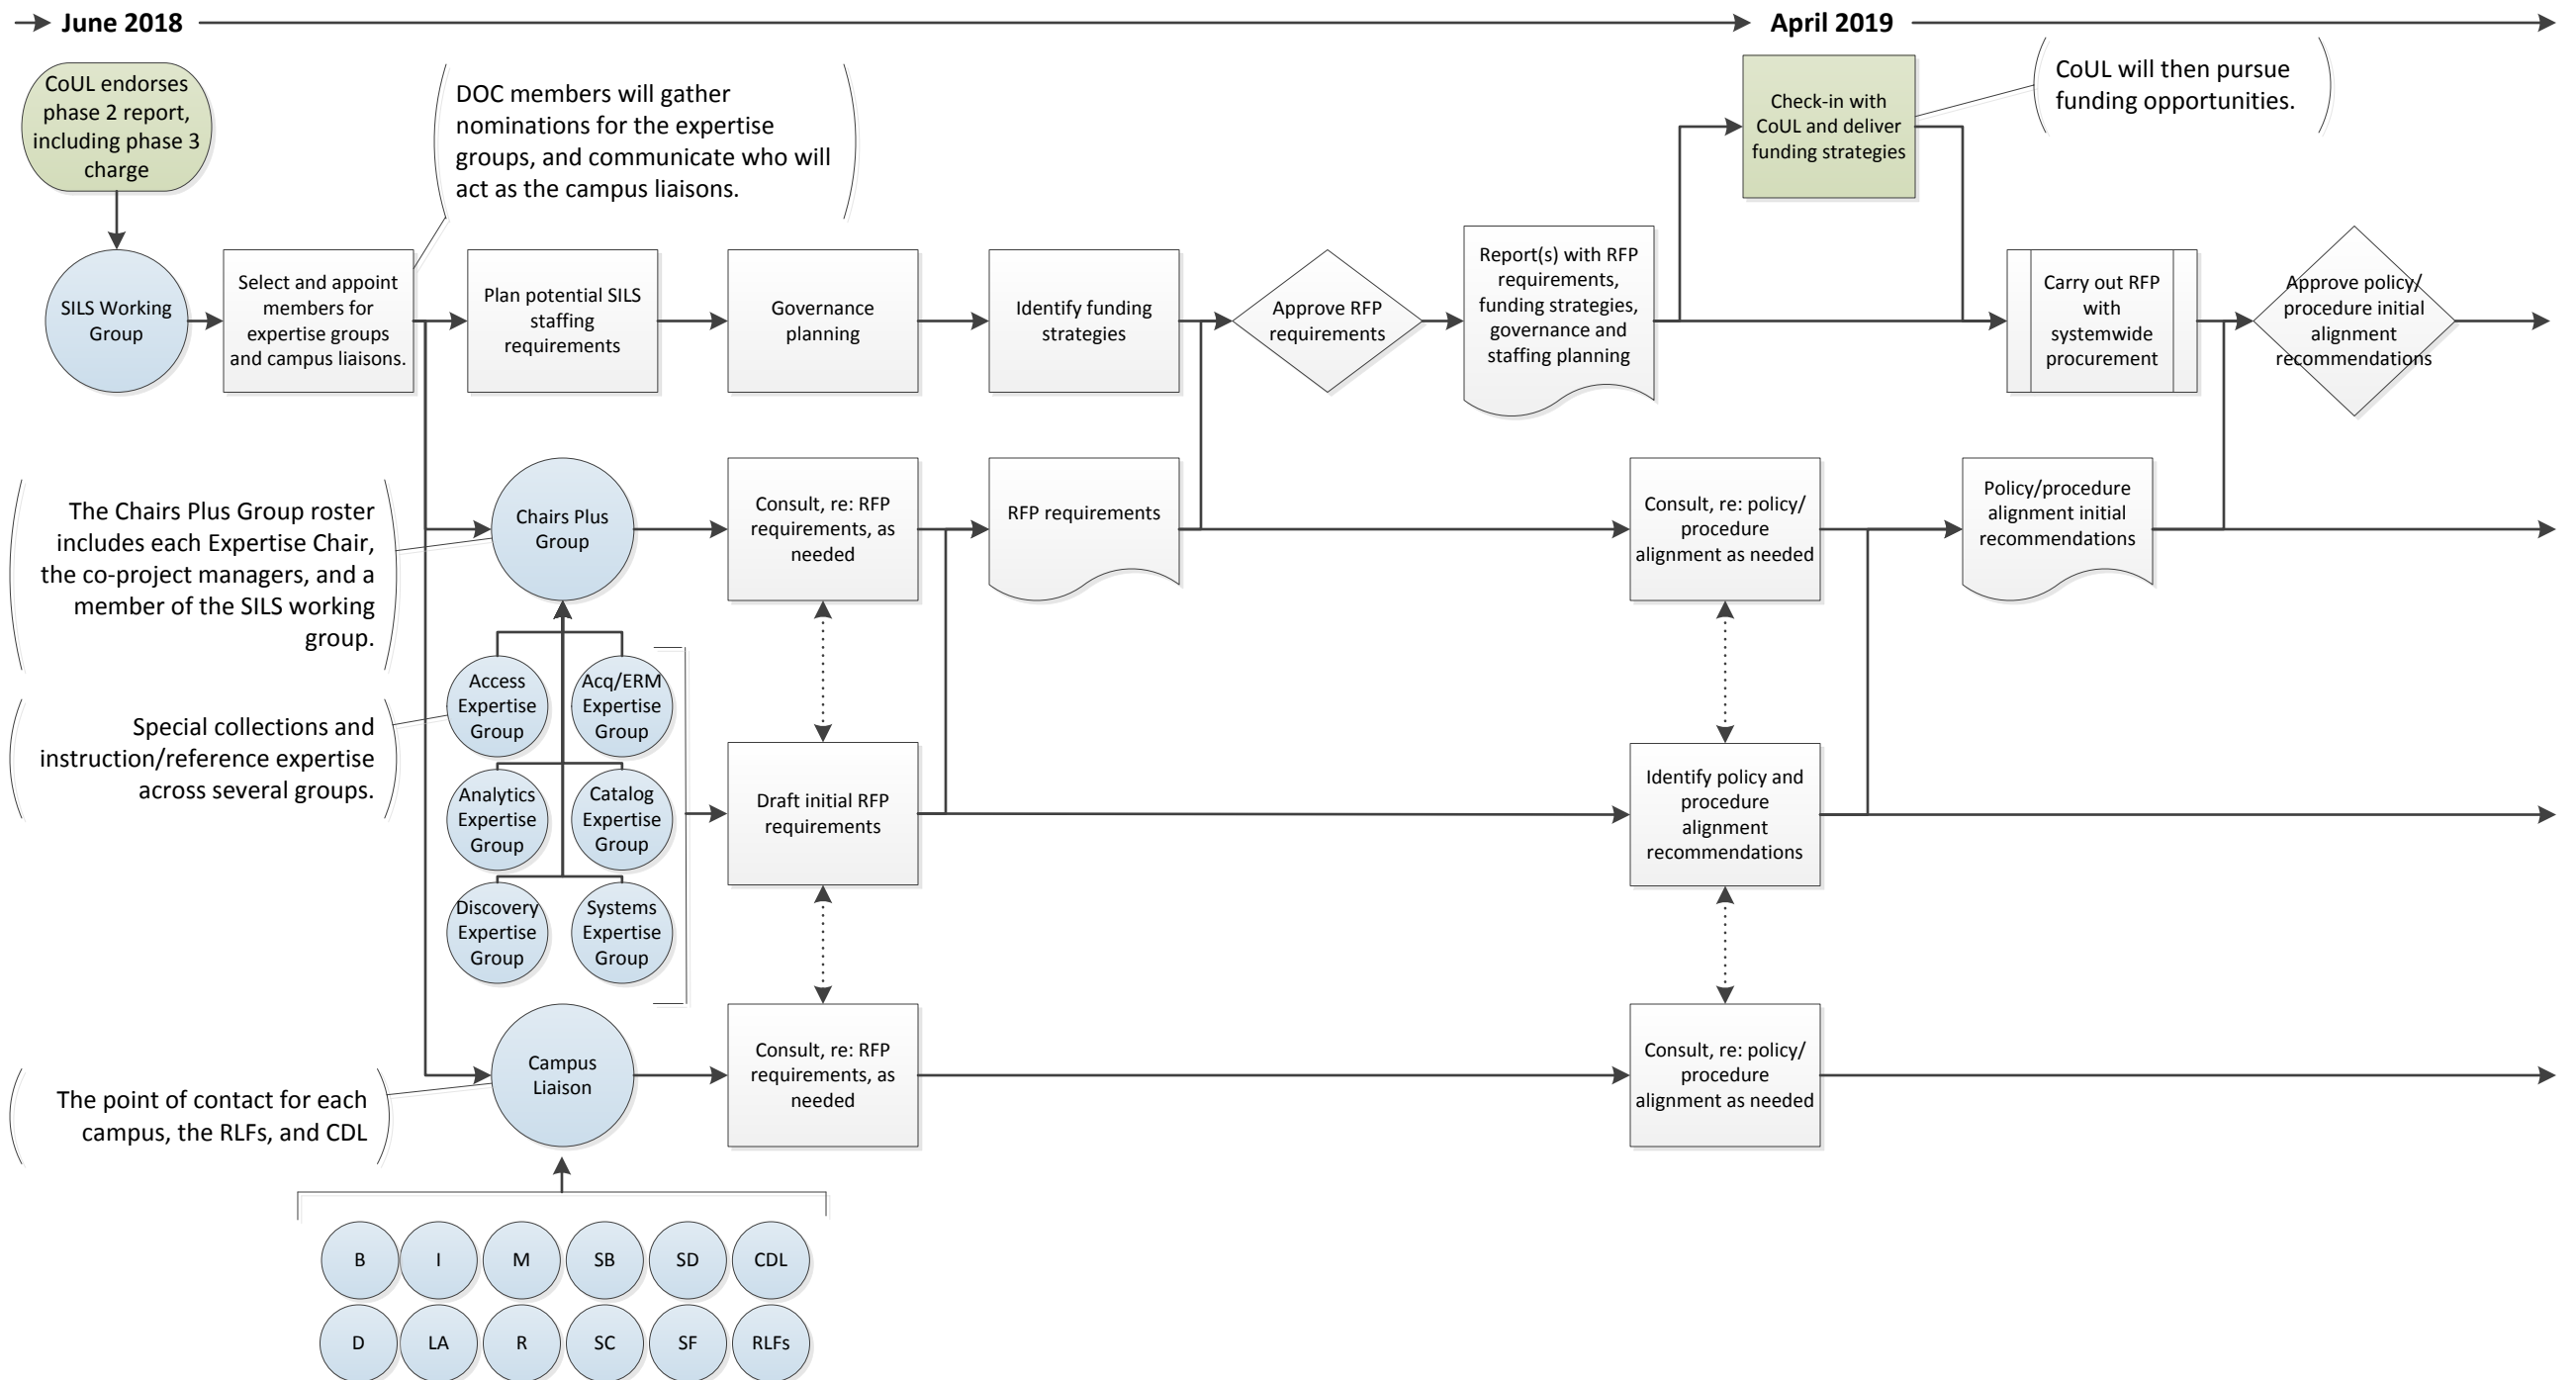 June 2018
April 2019
CoUL endorses
phase 2 report,
including phase 3
charge
DOC members will gather
nominations for the expertise
groups, and communicate who will
act as the campus liaisons.
Check-in with
CoUL and deliver
funding strategies
CoUL will then pursue
funding opportunities.
SILS Working
Group
Select and appoint
members for
expertise groups
and campus liaisons.
Plan potential SILS
staffing
requirements
Governance
planning
Identify funding
strategies
Approve RFP
requirements
Report(s) with RFP
requirements,
funding strategies,
governance and
staffing planning
Carry out RFP
with
systemwide
procurement
Approve policy/
procedure initial
alignment
recommendations
The Chairs Plus Group roster
includes each Expertise Chair,
the co-project managers, and a
member of the SILS working
group.
Chairs Plus
Group
Consult, re: RFP
requirements, as
needed
RFP requirements
Consult, re: policy/
procedure
alignment as needed
Policy/procedure
alignment initial
recommendations
Special collections and
instruction/reference expertise
across several groups.
Access
Expertise
Group
Acq/ERM
Expertise
Group
Analytics
Expertise
Group
Catalog
Expertise
Group
Discovery
Expertise
Group
Systems
Expertise
Group
Draft initial RFP
requirements
Identify policy and
procedure
alignment
recommendations
The point of contact for each
campus, the RLFs, and CDL
Campus
Liaison
Consult, re: RFP
requirements, as
needed
Consult, re: policy/
procedure
alignment as needed
B
I
M
SB
SD
CDL
D
LA
R
SC
SF
RLFs